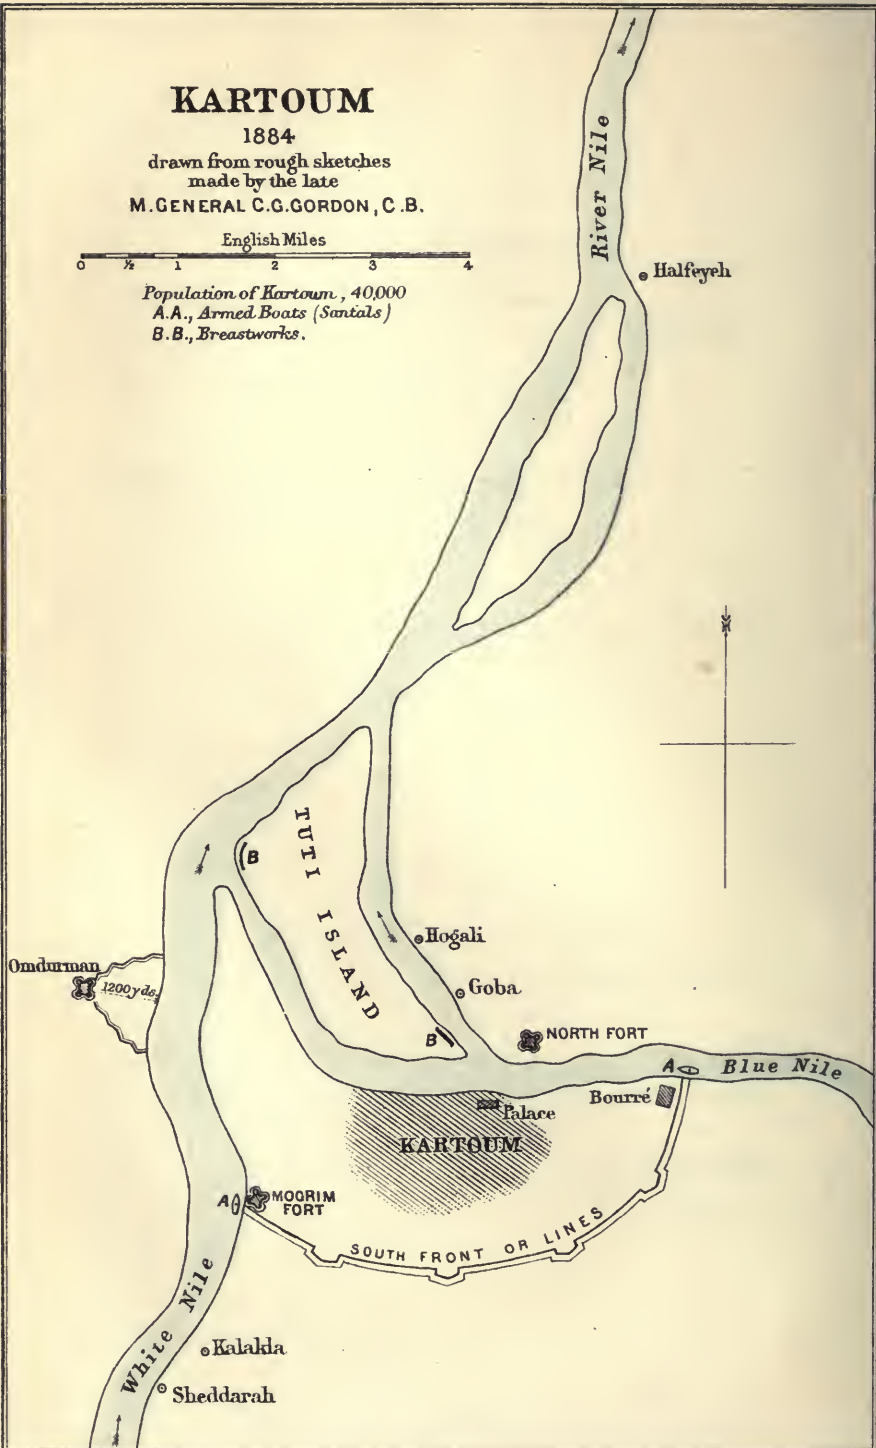 KARTOUM
1884
drawn from rough sketches
made by the late
M.GENERAL C.G.GORDON, C.B.
English Miles
0 ½ 1 2 3 4
Population of Kartoum, 40,000
A.A., Armed Boats (Santals)
B.B., Breastworks.
River Nile
Halfeyeh
TUTI ISLAND
B
Hogali
Omdurman
1200 yds.
Goba
B
NORTH FORT
A
Blue Nile
Bourré
Palace
KARTOUM
A
MOGRIM
FORT
SOUTH FRONT OR LINES
White Nile
Kalakla
Sheddarah